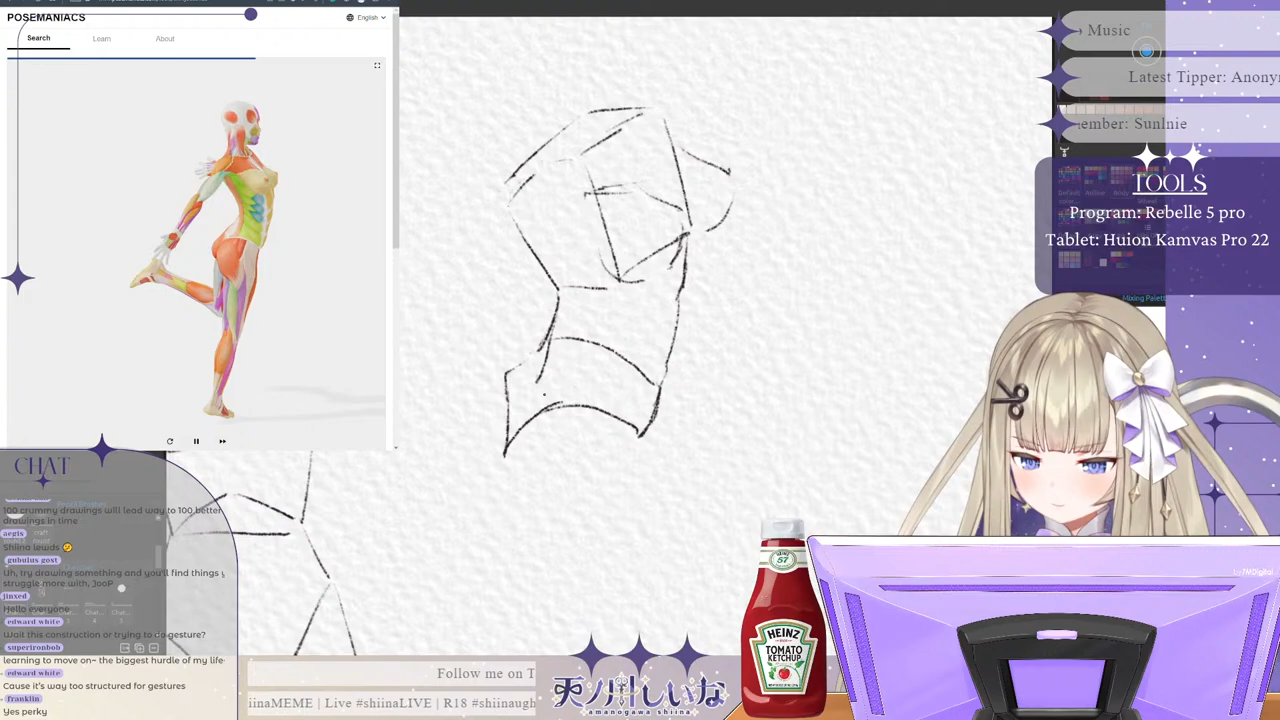 POSEMANIACS
English
Search
Learn
About
Music
Latest Tipper: Anony
ember: Sunlnie
TOOLS
Program: Rebelle 5 pro
Tablet: Huion Kamvas Pro 22
Mixing Palett
CHAT
100 crummy drawings will lead way to 100 better
drawings in time
aegis
Shiina lewds
gubulus gost
Uh, try drawing something and you'll find things y
struggle more with, JooP
jinxed
Hello everyone
edward white
Wait this construction or trying to do gesture?
superironbob
learning to move on~ the biggest hurdle of my life
edward white
Cause it's way too structured for gestures
franklin
Yes perky
Follow me on T
iinaMEME | Live #shiinaLIVE | R18 #shiinaugh
天ノ川しいな
amanogawa shiina
57
HEINZ
TOMATO
KETCHUP